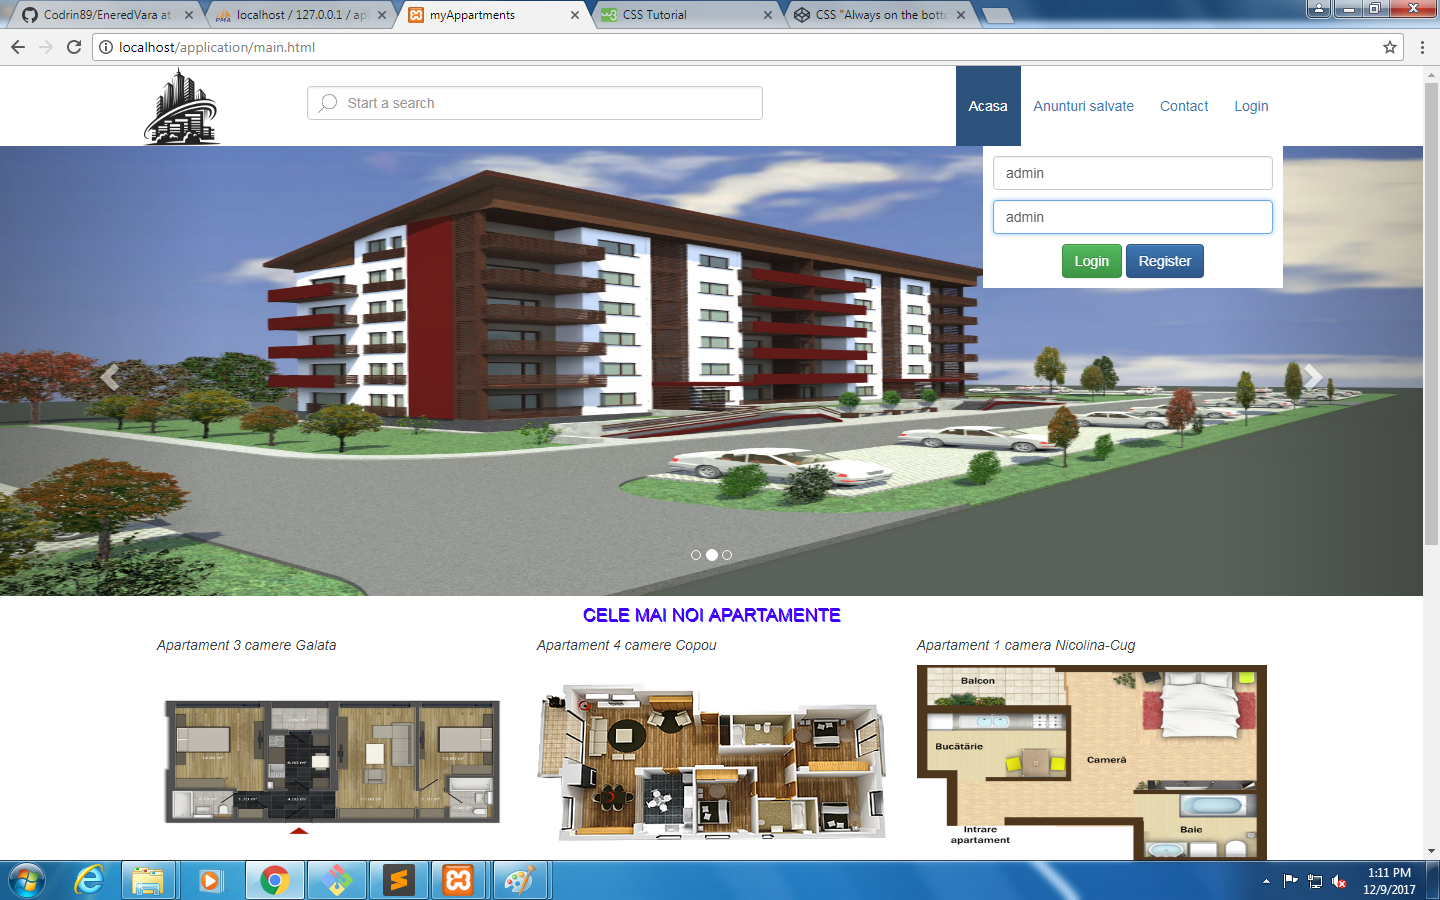 Codrin89/EneredVara at
localhost / 127.0.0.1 / ap
myAppartments
CSS Tutorial
CSS "Always on the bott
localhost/application/main.html
Start a search
Acasa
Anunturi salvate
Contact
Login
admin
admin
Login
Register
CELE MAI NOI APARTAMENTE
Apartament 3 camere Galata
Apartament 4 camere Copou
Apartament 1 camera Nicolina-Cug
Balcon
Bucătărie
Cameră
Intrare
apartament
Baie
1:11 PM
12/9/2017